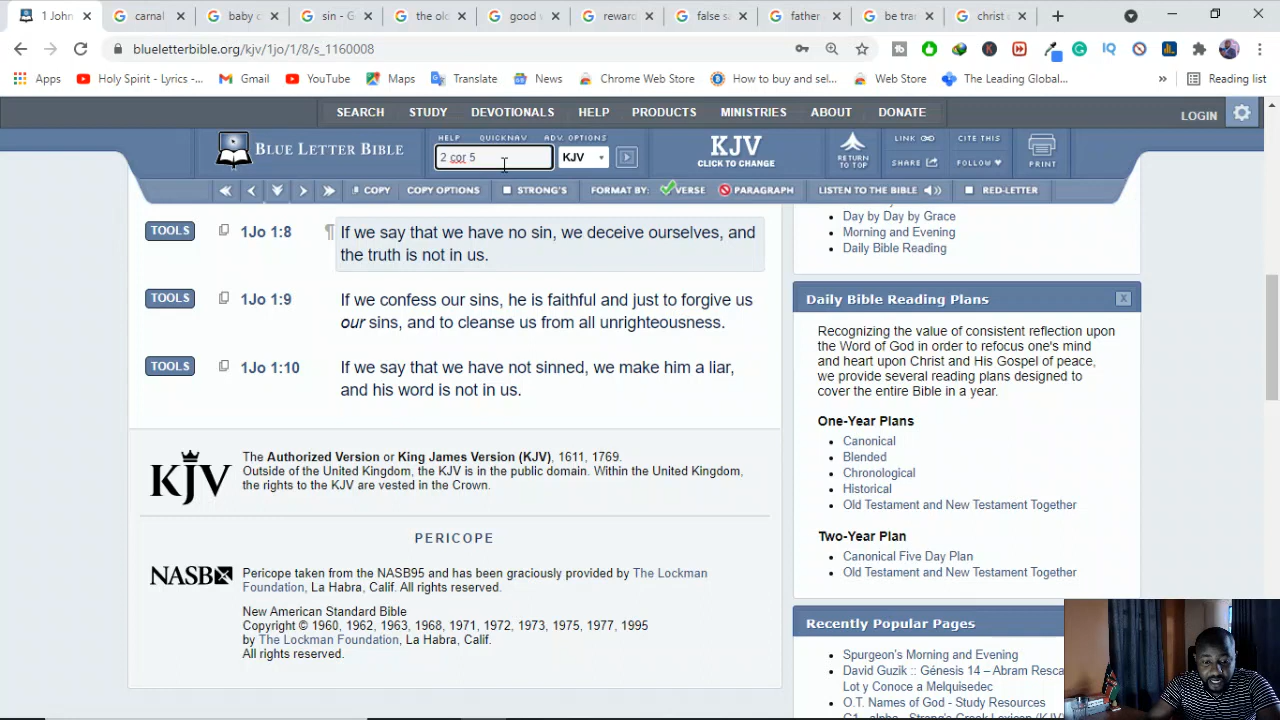 1 John
carnal
baby c
sin - G
the old
good v
reward
false sa
father
be tran
christ a
blueletterbible.org/kjv/1jo/1/8/s_1160008
Apps
Holy Spirit - Lyrics -...
Gmail
YouTube
Maps
Translate
News
Chrome Web Store
How to buy and sel...
Web Store
The Leading Global...
»
Reading list
SEARCH STUDY DEVOTIONALS HELP PRODUCTS MINISTRIES ABOUT DONATE
LOGIN
BLUE LETTER BIBLE
HELP QUICKNAV ADV. OPTIONS
2 cor 5
KJV
KJV
CLICK TO CHANGE
RETURN
TO TOP
LINK
CITE THIS
SHARE
FOLLOW
PRINT
COPY COPY OPTIONS STRONG'S FORMAT BY: VERSE PARAGRAPH LISTEN TO THE BIBLE RED-LETTER
TOOLS 1Jo 1:8 ¶ If we say that we have no sin, we deceive ourselves, and
the truth is not in us.
TOOLS 1Jo 1:9 If we confess our sins, he is faithful and just to forgive us
our sins, and to cleanse us from all unrighteousness.
TOOLS 1Jo 1:10 If we say that we have not sinned, we make him a liar,
and his word is not in us.
KJV
The Authorized Version or King James Version (KJV), 1611, 1769.
Outside of the United Kingdom, the KJV is in the public domain. Within the United Kingdom,
the rights to the KJV are vested in the Crown.
PERICOPE
NASB
Pericope taken from the NASB95 and has been graciously provided by The Lockman
Foundation, La Habra, Calif. All rights reserved.
New American Standard Bible
Copyright © 1960, 1962, 1963, 1968, 1971, 1972, 1973, 1975, 1977, 1995
by The Lockman Foundation, La Habra, Calif.
All rights reserved.
Day by Day by Grace
Morning and Evening
Daily Bible Reading
Daily Bible Reading Plans
X
Recognizing the value of consistent reflection upon
the Word of God in order to refocus one's mind
and heart upon Christ and His Gospel of peace,
we provide several reading plans designed to
cover the entire Bible in a year.
One-Year Plans
Canonical
Blended
Chronological
Historical
Old Testament and New Testament Together
Two-Year Plan
Canonical Five Day Plan
Old Testament and New Testament Together
Recently Popular Pages
Spurgeon's Morning and Evening
David Guzik :: Génesis 14 – Abram Resca
Lot y Conoce a Melquisedec
O.T. Names of God - Study Resources